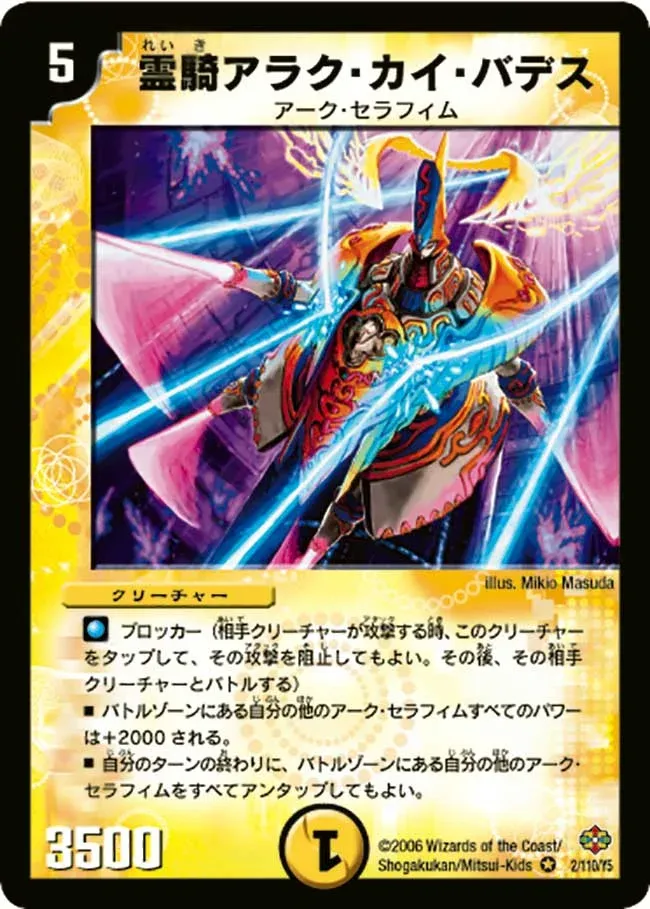 5
れいき
霊騎アラク・カイ・バデス
アーク・セラフィム
illus. Mikio Masuda
クリーチャー
ブロッカー（相手クリーチャーが攻撃する時、このクリーチャー
をタップして、その攻撃を阻止してもよい。その後、その相手
クリーチャーとバトルする）
■ バトルゾーンにある自分の他のアーク・セラフィムすべてのパワー
は+2000 される。
■ 自分のターンの終わりに、バトルゾーンにある自分の他のアーク・
セラフィムをすべてアンタップしてもよい。
3500
1
©2006 Wizards of the Coast/
Shogakukan/Mitsui-Kids
2/110/Y5